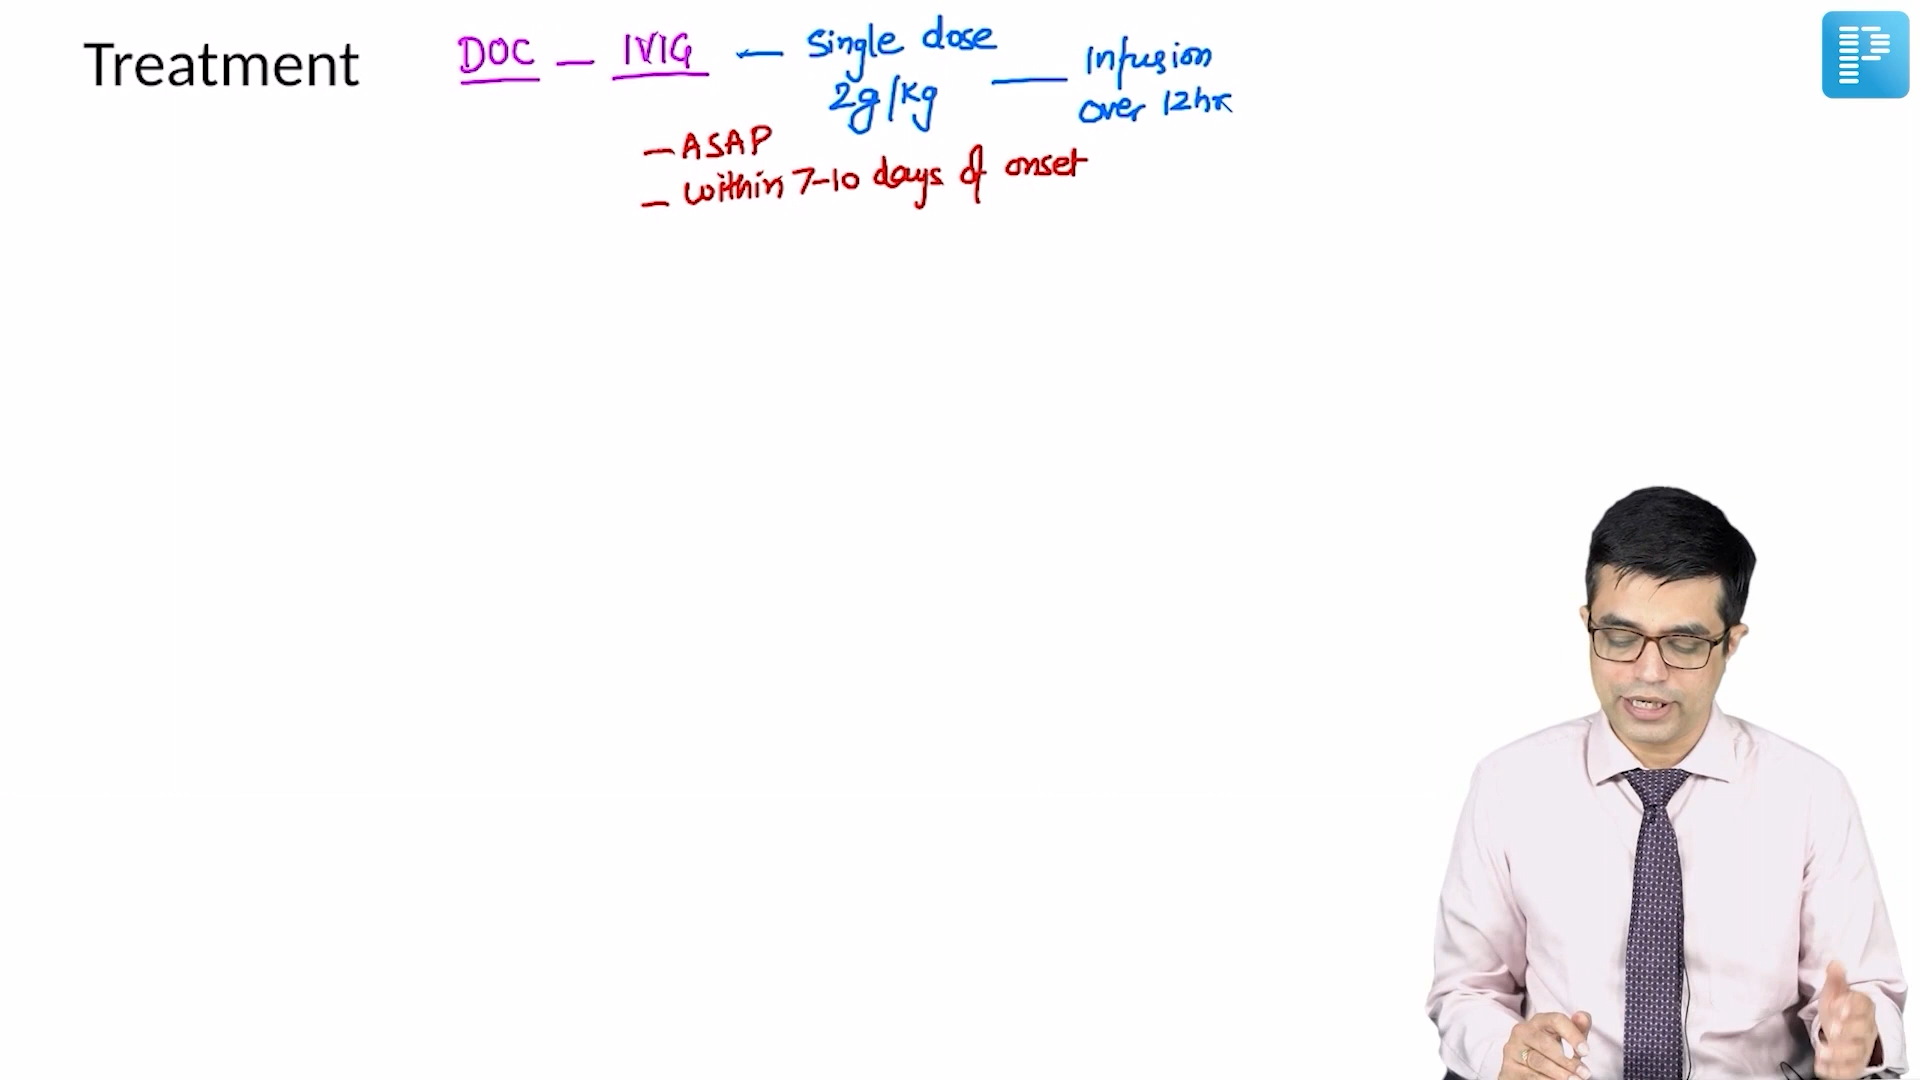 Treatment
DOC — IVIG — Single dose
2g/kg — Infusion
over 12hr
— ASAP
— within 7-10 days of onset